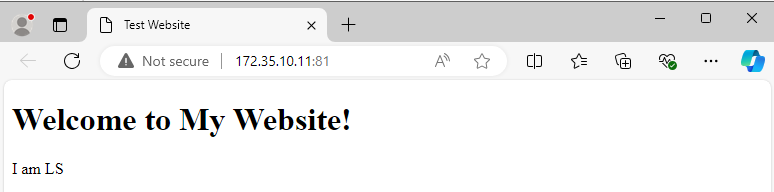 Test Website
Not secure | 172.35.10.11:81
Welcome to My Website!
I am LS